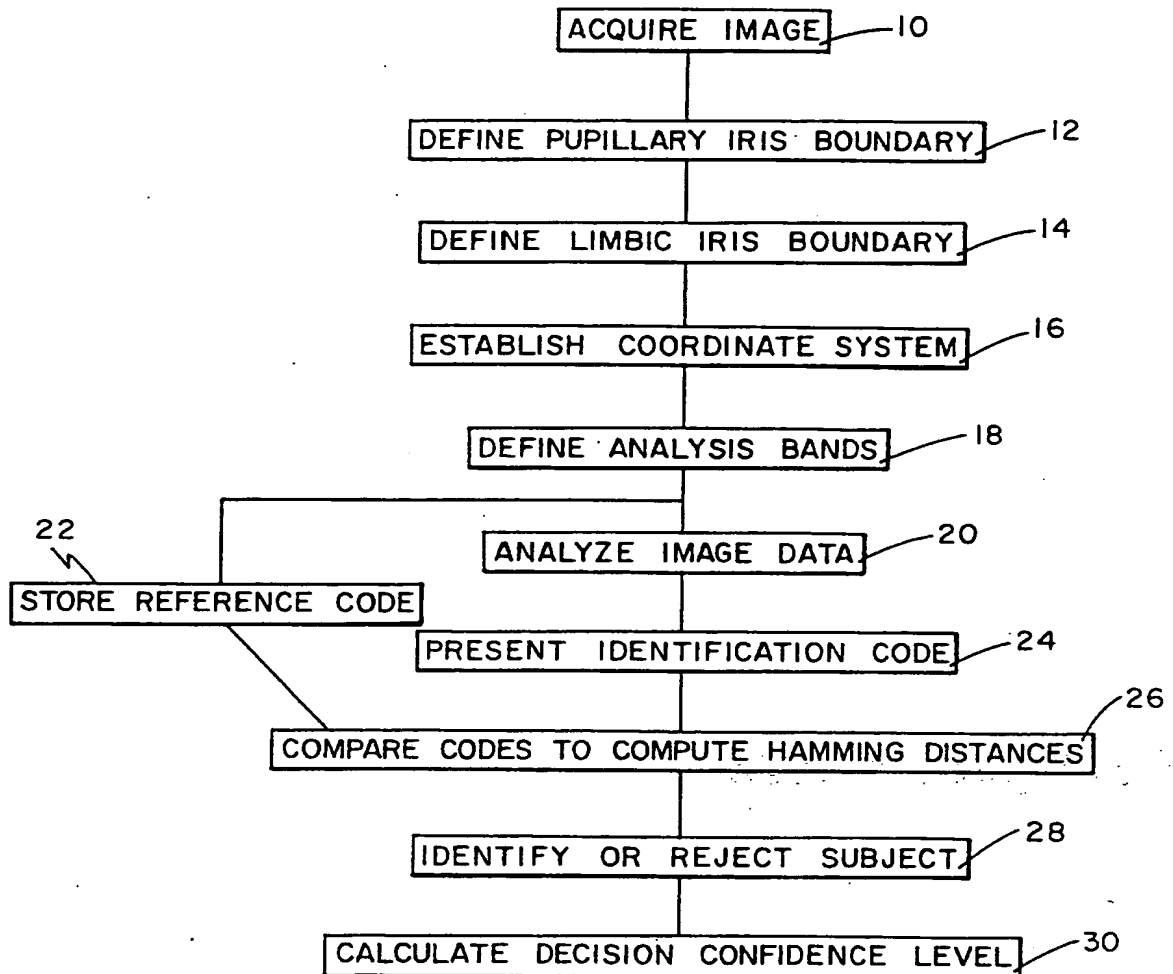 ACQUIRE IMAGE 10
DEFINE PUPILLARY IRIS BOUNDARY 12
DEFINE LIMBIC IRIS BOUNDARY 14
ESTABLISH COORDINATE SYSTEM 16
DEFINE ANALYSIS BANDS 18
22
ANALYZE IMAGE DATA 20
STORE REFERENCE CODE
PRESENT IDENTIFICATION CODE 24
26
COMPARE CODES TO COMPUTE HAMMING DISTANCES
IDENTIFY OR REJECT SUBJECT 28
CALCULATE DECISION CONFIDENCE LEVEL 30